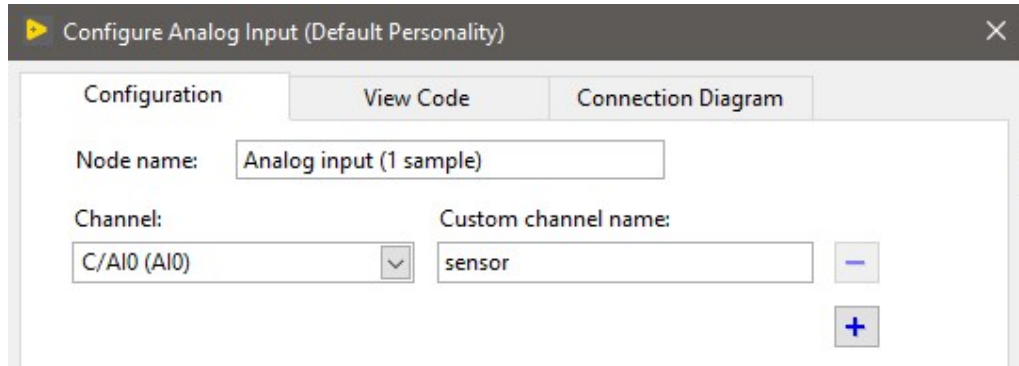 Configure Analog Input (Default Personality)
Configuration View Code Connection Diagram
Node name: Analog input (1 sample)
Channel: Custom channel name:
C/AI0 (AI0) sensor